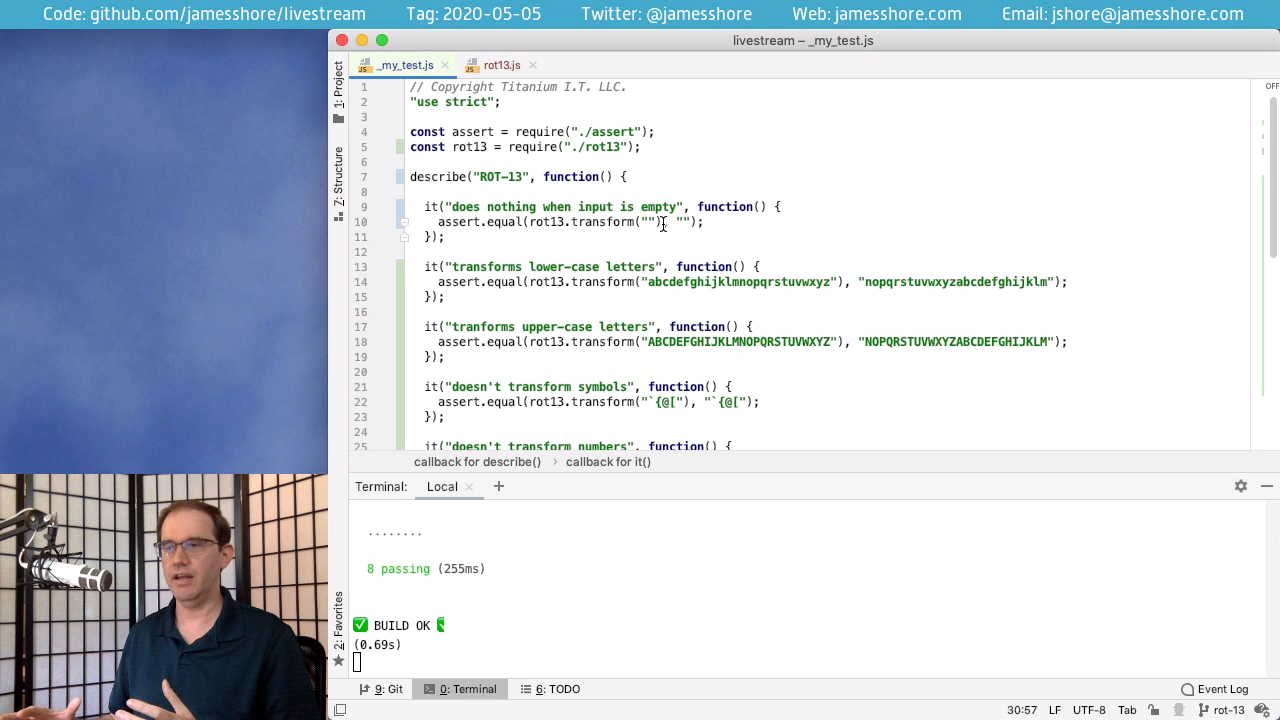 Code: github.com/jamesshore/livestream Tag: 2020-05-05 Twitter: @jamesshore Web: jamesshore.com Email: jshore@jamesshore.com
livestream – _my_test.js
_my_test.js rot13.js
1: Project
7: Structure
2: Favorites
OFF
1 // Copyright Titanium I.T. LLC.
2 "use strict";
3
4 const assert = require("./assert");
5 const rot13 = require("./rot13");
6
7 describe("ROT-13", function() {
8
9 it("does nothing when input is empty", function() {
10 assert.equal(rot13.transform(""), "");
11 });
12
13 it("transforms lower-case letters", function() {
14 assert.equal(rot13.transform("abcdefghijklmnopqrstuvwxyz"), "nopqrstuvwxyzabcdefghijklm");
15 });
16
17 it("tranforms upper-case letters", function() {
18 assert.equal(rot13.transform("ABCDEFGHIJKLMNOPQRSTUVWXYZ"), "NOPQRSTUVWXYZABCDEFGHIJKLM");
19 });
20
21 it("doesn't transform symbols", function() {
22 assert.equal(rot13.transform("`{@["), "`{@[");
23 });
24
25 it("doesn't transform numbers", function() {
callback for describe() › callback for it()
Terminal: Local
........
8 passing (255ms)
BUILD OK
(0.69s)
9: Git 0: Terminal 6: TODO Event Log
30:57 LF UTF-8 Tab rot-13